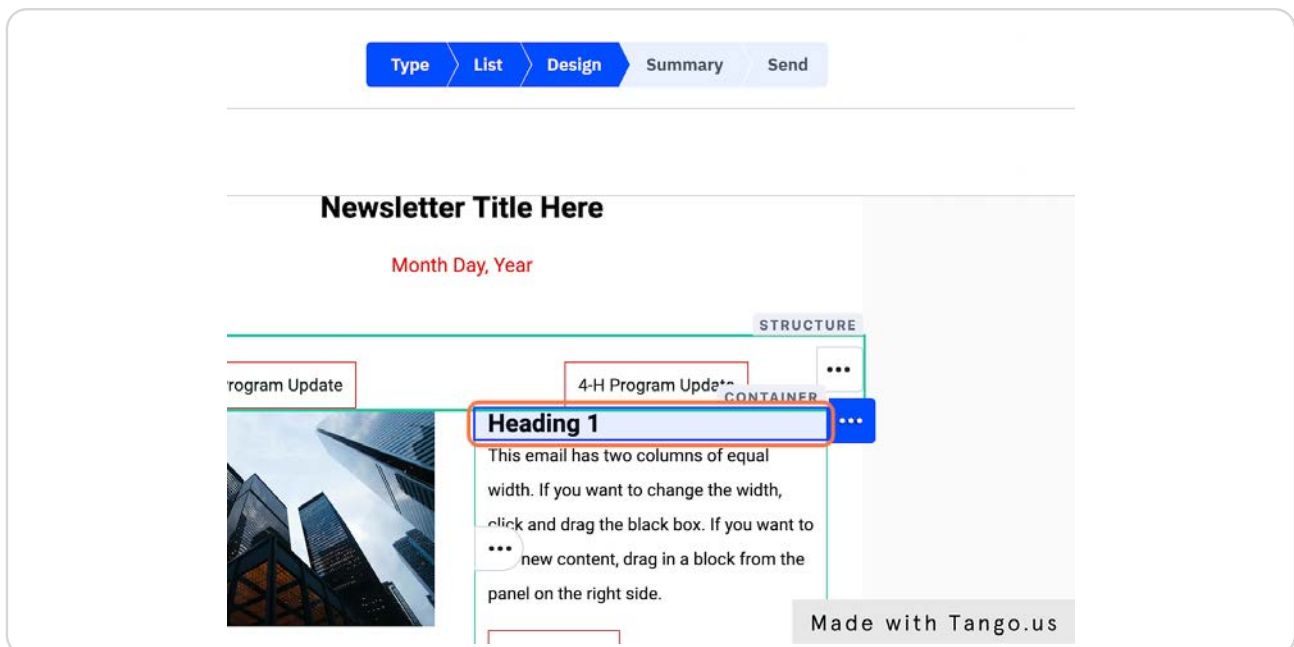 Type List Design Summary Send
Newsletter Title Here
Month Day, Year
STRUCTURE
Program Update
4-H Program Update
CONTAINER
Heading 1
This email has two columns of equal
width. If you want to change the width,
click and drag the black box. If you want to
new content, drag in a block from the
panel on the right side.
Made with Tango.us